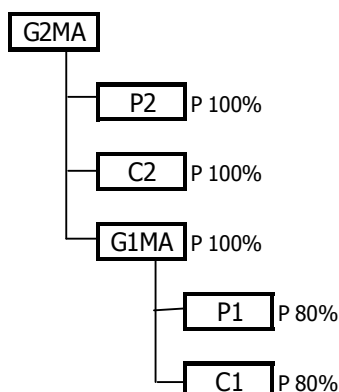 G2MA
P2 P 100%
C2 P 100%
G1MA P 100%
P1 P 80%
C1 P 80%